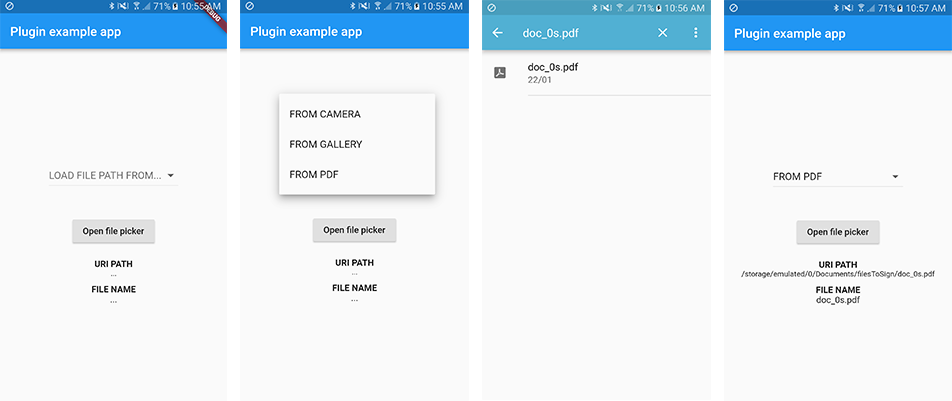 71% 10:55 AM
DEBUG
Plugin example app
LOAD FILE PATH FROM...
Open file picker
URI PATH
...
FILE NAME
...
71% 10:55 AM
Plugin example app
FROM CAMERA
FROM GALLERY
FROM PDF
Open file picker
URI PATH
...
FILE NAME
...
71% 10:56 AM
doc_0s.pdf
doc_0s.pdf
22/01
71% 10:57 AM
Plugin example app
FROM PDF
Open file picker
URI PATH
/storage/emulated/0/Documents/filesToSign/doc_0s.pdf
FILE NAME
doc_0s.pdf